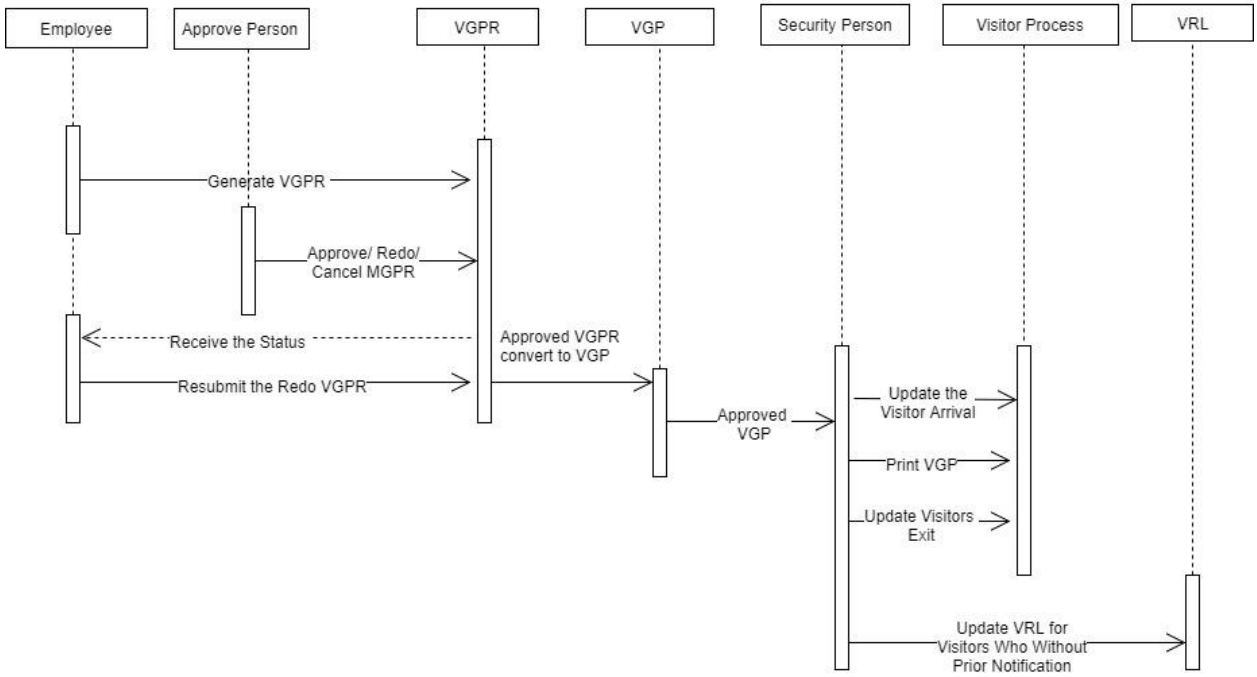 Employee
Approve Person
VGPR
VGP
Security Person
Visitor Process
VRL
Generate VGPR
Approve/ Redo/
Cancel MGPR
Receive the Status
Approved VGPR
convert to VGP
Resubmit the Redo VGPR
Update the
Visitor Arrival
Approved
VGP
Print VGP
Update Visitors
Exit
Update VRL for
Visitors Who Without
Prior Notification